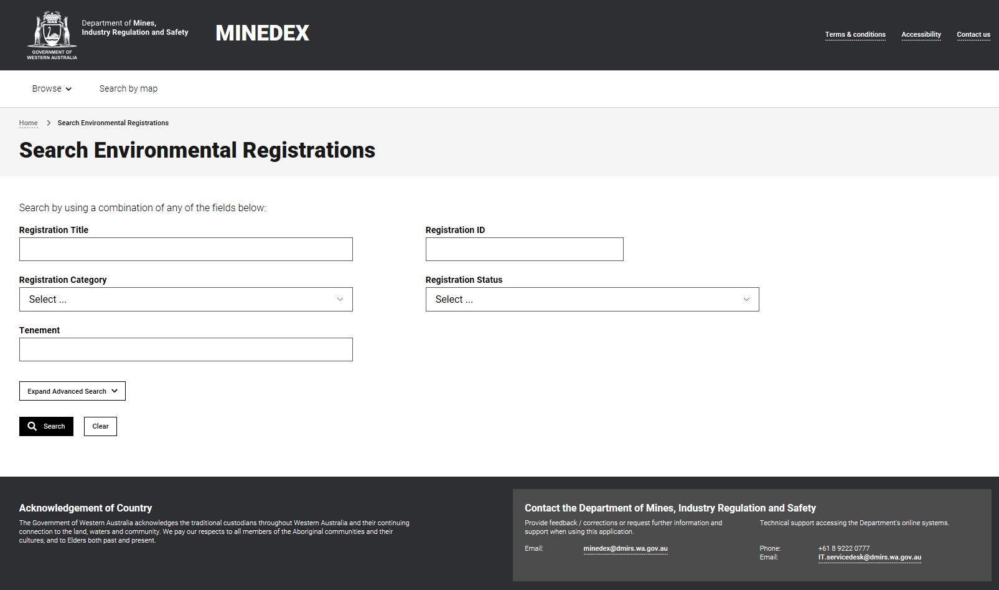 GOVERNMENT OF
WESTERN AUSTRALIA
Department of Mines,
Industry Regulation and Safety
MINEDEX
Terms & conditions
Accessibility
Contact us
Browse
Search by map
Home
Search Environmental Registrations
Search Environmental Registrations
Search by using a combination of any of the fields below:
Registration Title
Registration ID
Registration Category
Registration Status
Select ...
Select ...
Tenement
Expand Advanced Search
Search
Clear
Acknowledgement of Country
The Government of Western Australia acknowledges the traditional custodians throughout Western Australia and their continuing
connection to the land, waters and community. We pay our respects to all members of the Aboriginal communities and their
cultures; and to Elders both past and present.
Contact the Department of Mines, Industry Regulation and Safety
Provide feedback / corrections or request further information and
support when using this application.
Email: minedex@dmirs.wa.gov.au
Technical support accessing the Department's online systems.
Phone: +61 8 9222 0777
Email: IT.servicedesk@dmirs.wa.gov.au